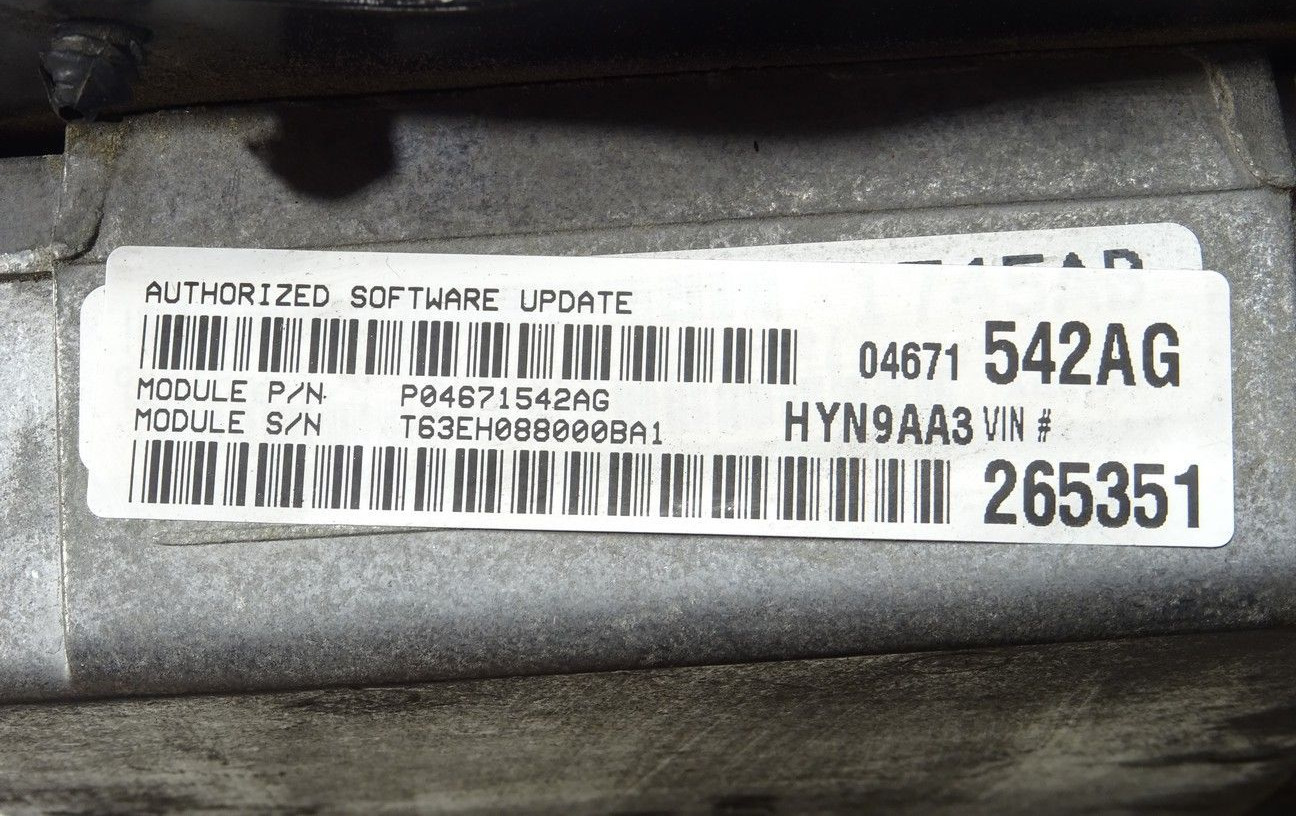 AUTHORIZED SOFTWARE UPDATE
04671 542AG
MODULE P/N P04671542AG
MODULE S/N T63EH088000BA1
HYN9AA3 VIN #
265351